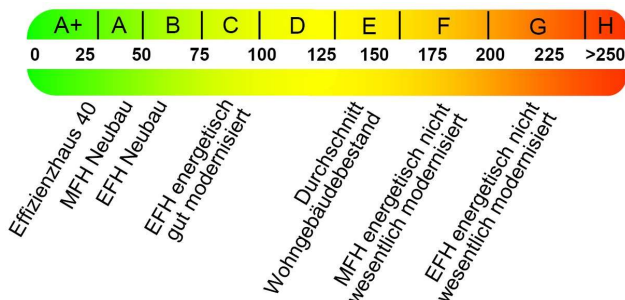 A+ A B C D E F G H
0 25 50 75 100 125 150 175 200 225 >250
Effizienzhaus 40
MFH Neubau
EFH Neubau
EFH energetisch
gut modernisiert
Durchschnitt
Wohngebäudebestand
MFH energetisch nicht
wesentlich modernisiert
EFH energetisch nicht
wesentlich modernisiert